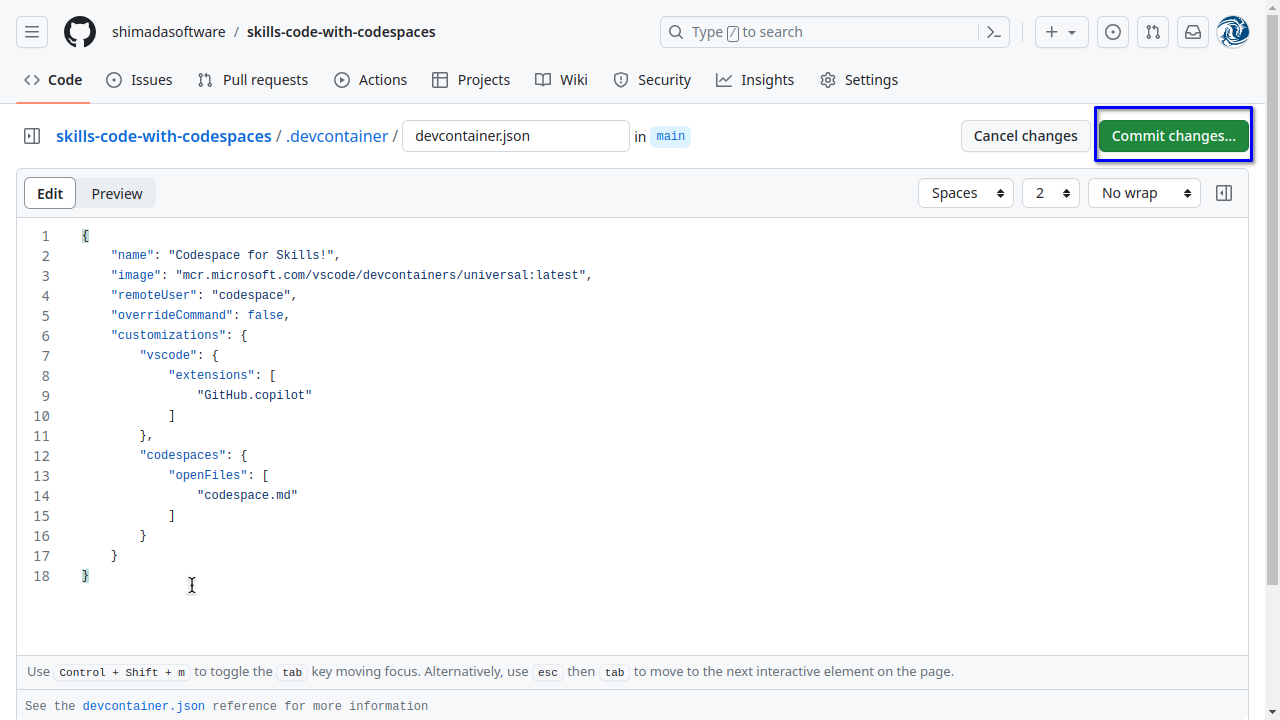 shimadasoftware / skills-code-with-codespaces
Type / to search
Code Issues Pull requests Actions Projects Wiki Security Insights Settings
skills-code-with-codespaces / .devcontainer / devcontainer.json in main Cancel changes Commit changes...
Edit Preview Spaces 2 No wrap
1 {
2     "name": "Codespace for Skills!",
3     "image": "mcr.microsoft.com/vscode/devcontainers/universal:latest",
4     "remoteUser": "codespace",
5     "overrideCommand": false,
6     "customizations": {
7         "vscode": {
8             "extensions": [
9                 "GitHub.copilot"
10             ]
11         },
12         "codespaces": {
13             "openFiles": [
14                 "codespace.md"
15             ]
16         }
17     }
18 }
Use Control + Shift + m to toggle the tab key moving focus. Alternatively, use esc then tab to move to the next interactive element on the page.
See the devcontainer.json reference for more information